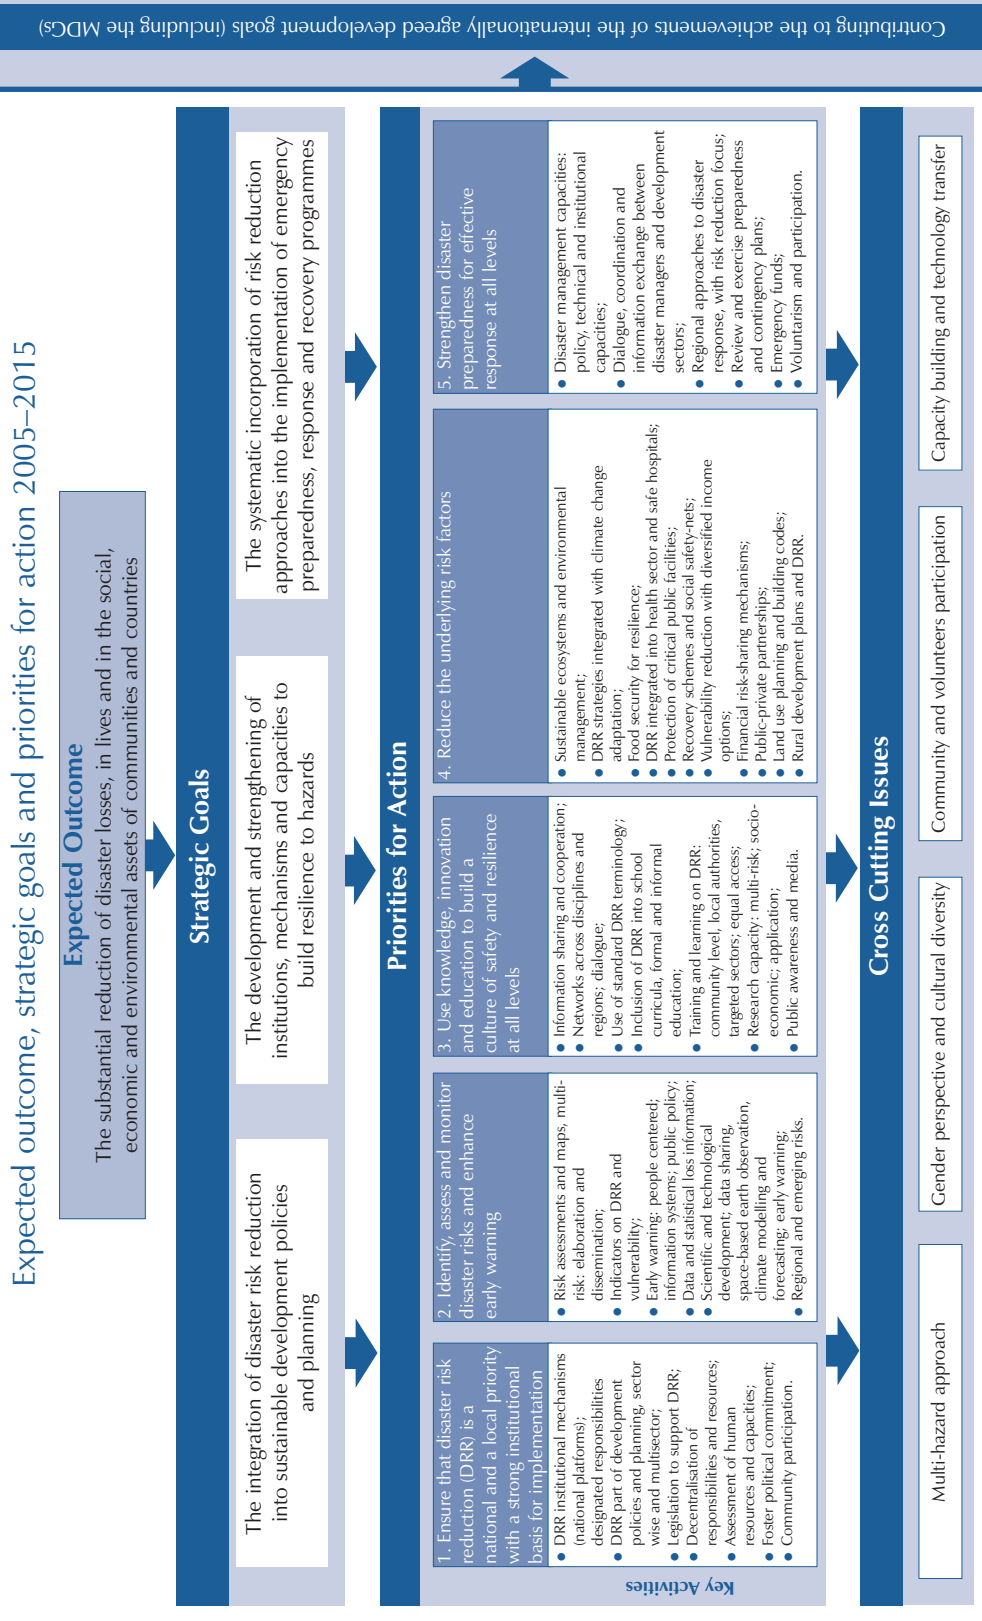 Expected outcome, strategic goals and priorities for action 2005–2015
Expected Outcome
The substantial reduction of disaster losses, in lives and in the social,
economic and environmental assets of communities and countries
Strategic Goals
The integration of disaster risk reduction
into sustainable development policies
and planning
The development and strengthening of
institutions, mechanisms and capacities to
build resilience to hazards
The systematic incorporation of risk reduction
approaches into the implementation of emergency
preparedness, response and recovery programmes
Priorities for Action
1. Ensure that disaster risk
reduction (DRR) is a
national and a local priority
with a strong institutional
basis for implementation
2. Identify, assess and monitor
disaster risks and enhance
early warning
3. Use knowledge, innovation
and education to build a
culture of safety and resilience
at all levels
4. Reduce the underlying risk factors
5. Strengthen disaster
preparedness for effective
response at all levels
Key Activities
● DRR institutional mechanisms
(national platforms);
designated responsibilities
● DRR part of development
policies and planning, sector
wise and multisector;
● Legislation to support DRR;
● Decentralisation of
responsibilities and resources;
● Assessment of human
resources and capacities;
● Foster political commitment;
● Community participation.
● Risk assessments and maps, multi-
risk: elaboration and
dissemination;
● Indicators on DRR and
vulnerability;
● Early warning: people centered;
information systems; public policy;
● Data and statistical loss information;
● Scientific and technological
development; data sharing,
space-based earth observation,
climate modelling and
forecasting; early warning;
● Regional and emerging risks.
● Information sharing and cooperation;
● Networks across disciplines and
regions; dialogue;
● Use of standard DRR terminology;
● Inclusion of DRR into school
curricula, formal and informal
education;
● Training and learning on DRR:
community level, local authorities,
targeted sectors; equal access;
● Research capacity: multi-risk; socio-
economic; application;
● Public awareness and media.
● Sustainable ecosystems and environmental
management;
● DRR strategies integrated with climate change
adaptation;
● Food security for resilience;
● DRR integrated into health sector and safe hospitals;
● Protection of critical public facilities;
● Recovery schemes and social safety-nets;
● Vulnerability reduction with diversified income
options;
● Financial risk-sharing mechanisms;
● Public-private partnerships;
● Land use planning and building codes;
● Rural development plans and DRR.
● Disaster management capacities:
policy, technical and institutional
capacities;
● Dialogue, coordination and
information exchange between
disaster managers and development
sectors;
● Regional approaches to disaster
response, with risk reduction focus;
● Review and exercise preparedness
and contingency plans;
● Emergency funds;
● Voluntarism and participation.
Cross Cutting Issues
Multi-hazard approach
Gender perspective and cultural diversity
Community and volunteers participation
Capacity building and technology transfer
Contributing to the achievements of the internationally agreed development goals (including the MDGs)